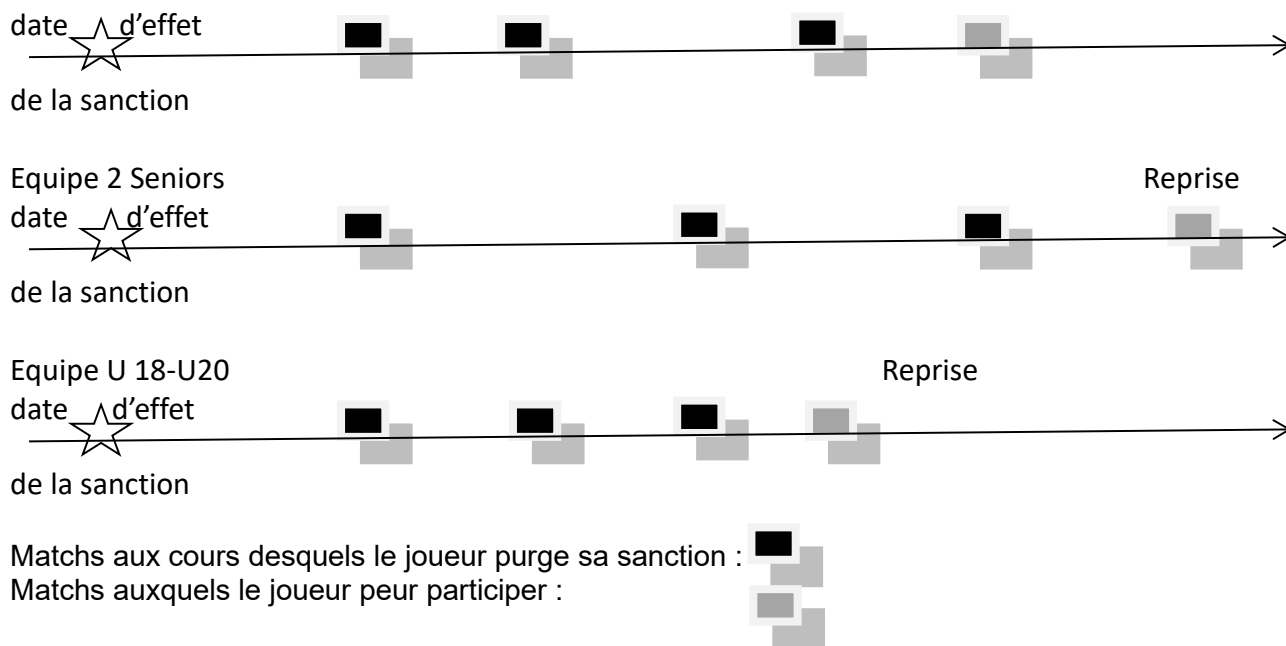 date d’effet
de la sanction
Equipe 2 Seniors Reprise
date d’effet
de la sanction
Equipe U 18-U20 Reprise
date d’effet
de la sanction
Matchs aux cours desquels le joueur purge sa sanction :
Matchs auxquels le joueur peur participer :